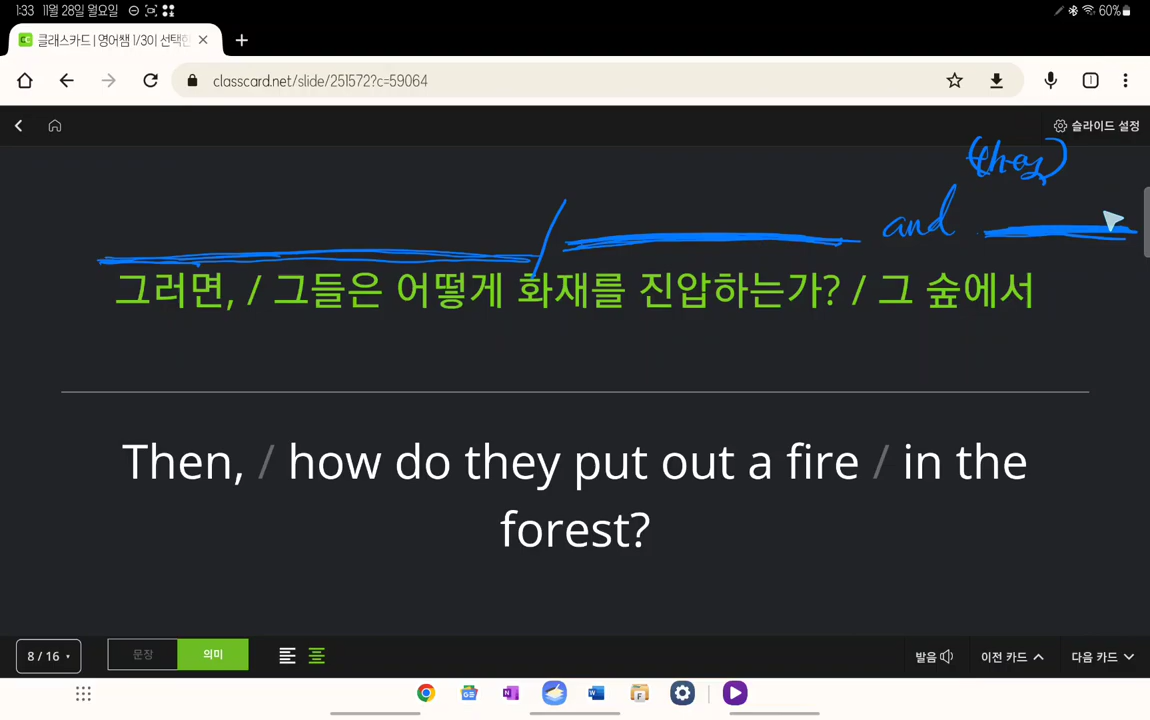 1:33 11월 28일 월요일 60%
클래스카드 | 영어쌤 1/3이 선택한
classcard.net/slide/251572?c=59064
슬라이드 설정
(they)
and
그러면, / 그들은 어떻게 화재를 진압하는가? / 그 숲에서
Then, / how do they put out a fire / in the
forest?
8 / 16 문장 의미 발음 이전 카드 다음 카드